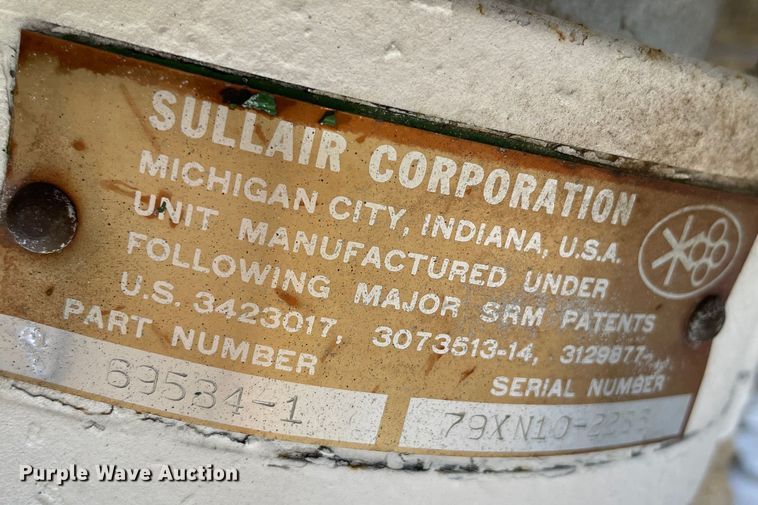 SULLAIR CORPORATION
MICHIGAN CITY, INDIANA, U.S.A.
UNIT MANUFACTURED UNDER
FOLLOWING MAJOR SRM PATENTS
U.S. 3423017, 3073513-14, 3129877-
PART NUMBER SERIAL NUMBER
69534-1
Purple Wave Auction